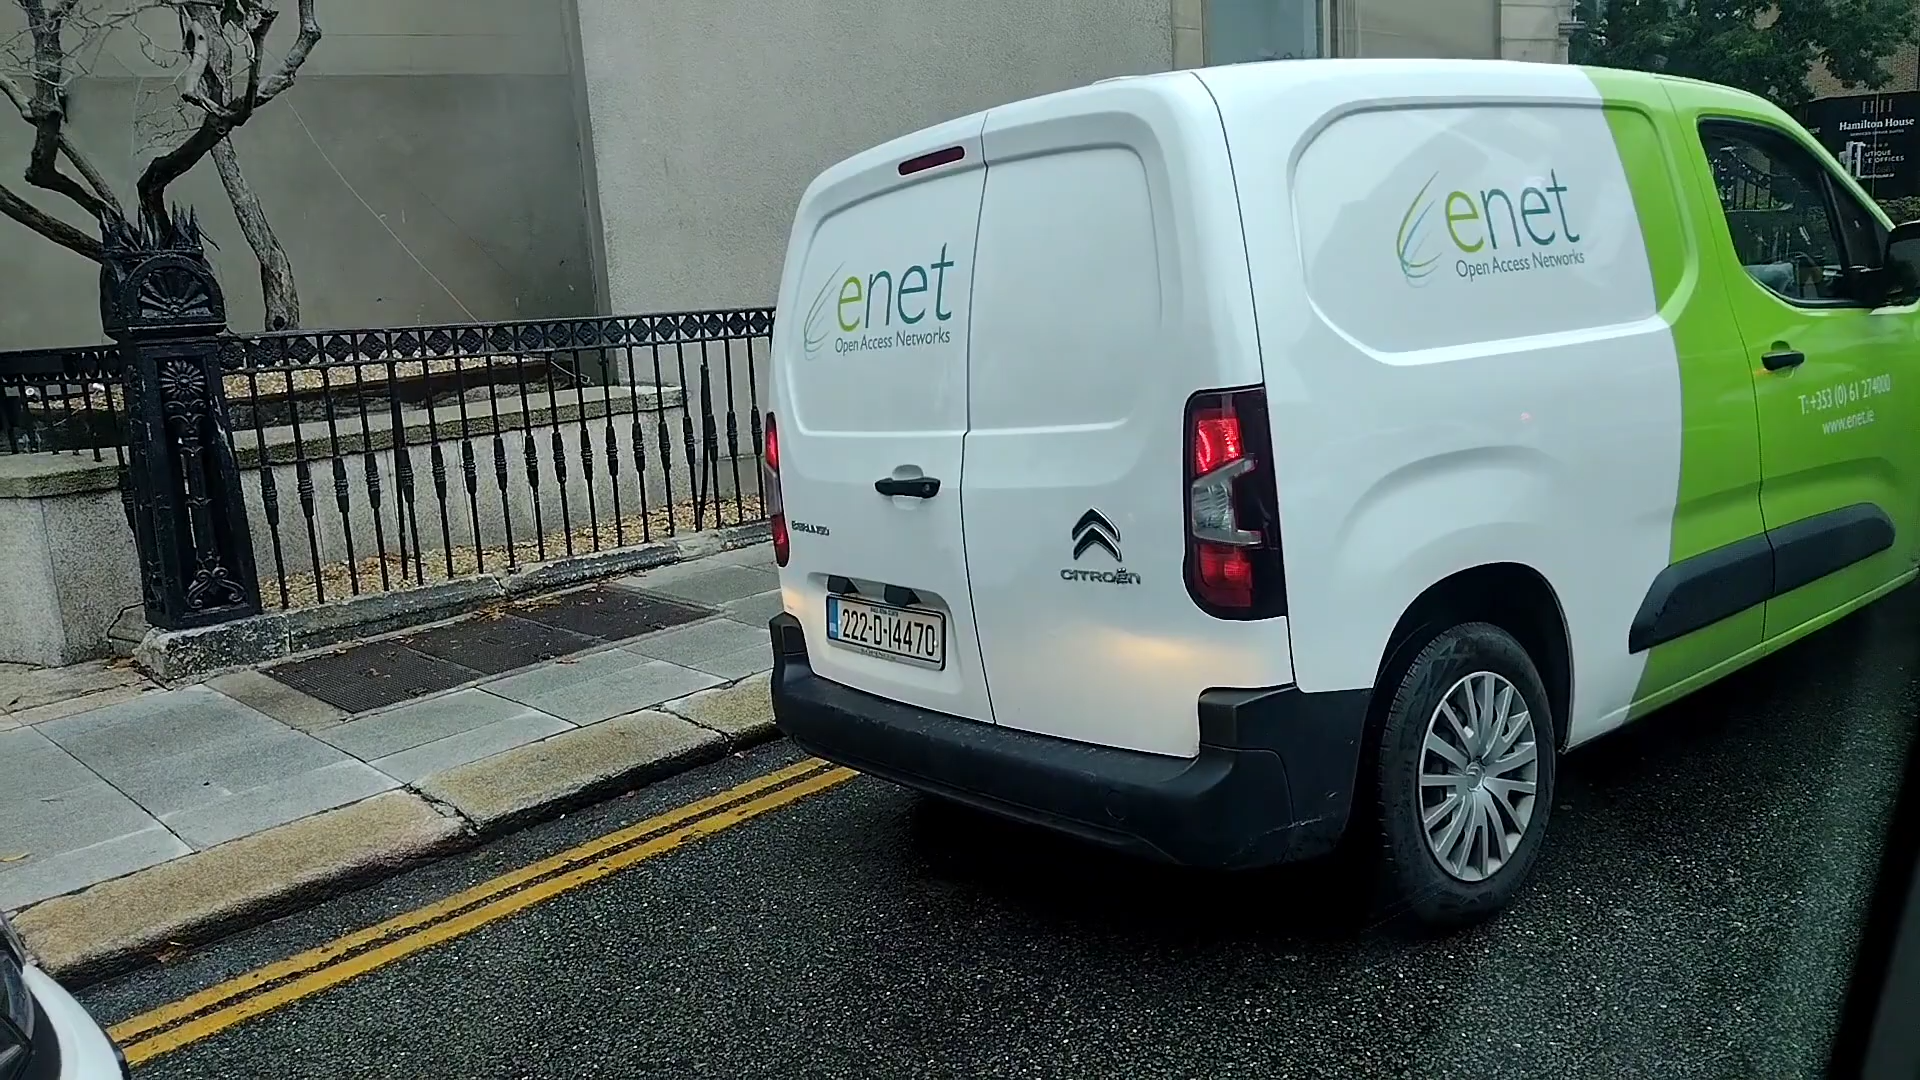 enet
Open Access Networks
BERLINGO
CITROËN
222-D-14470
enet
Open Access Networks
T: +353 (0) 61 274000
www.enet.ie
Hamilton House